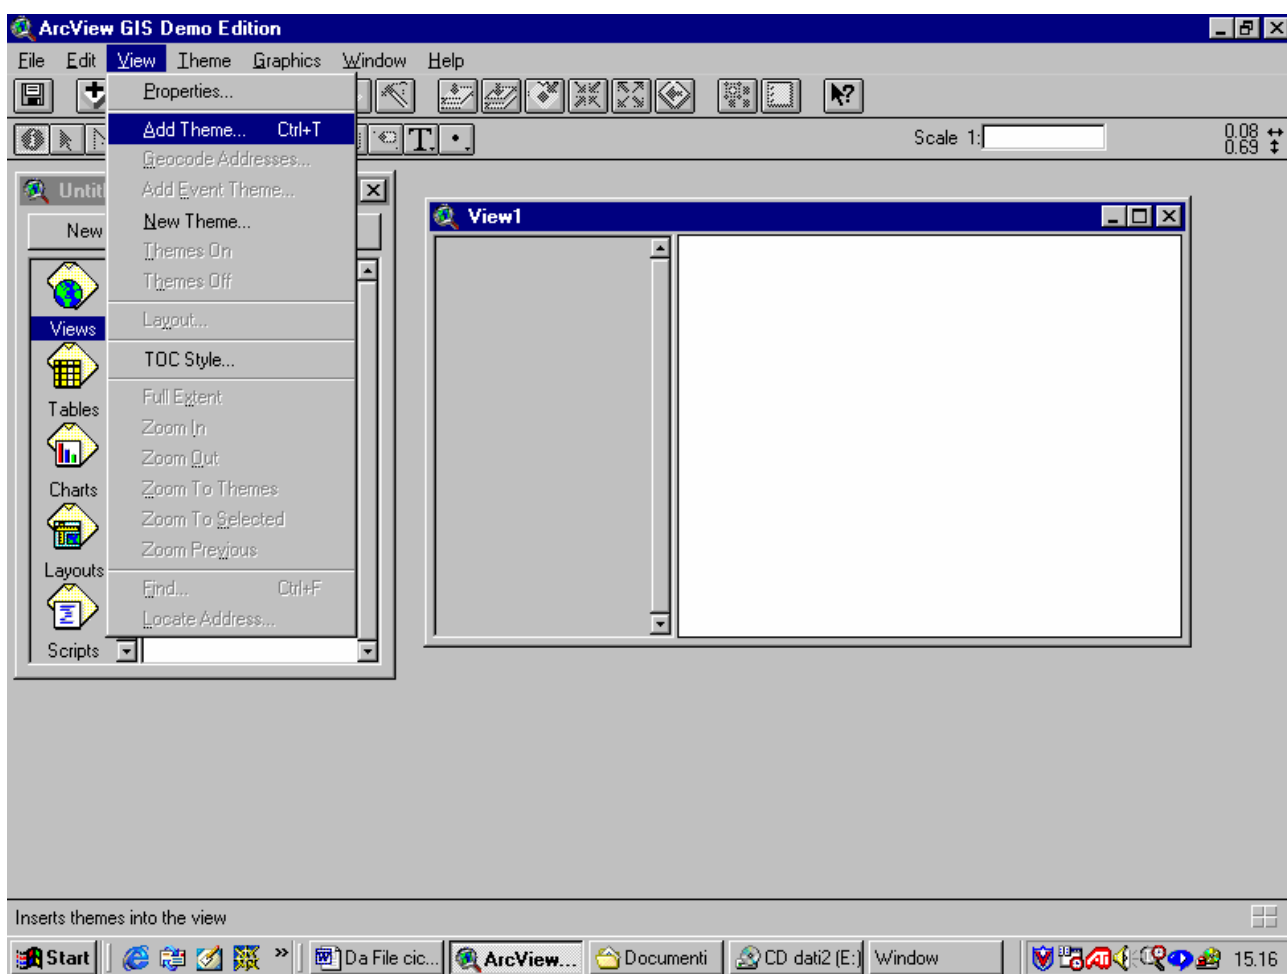 ArcView GIS Demo Edition
File Edit View Theme Graphics Window Help
Properties...
Add Theme... Ctrl+T
Geocode Addresses...
Add Event Theme...
New Theme...
Themes On
Themes Off
Layout...
TOC Style...
Full Extent
Zoom In
Zoom Out
Zoom To Themes
Zoom To Selected
Zoom Previous
Find... Ctrl+F
Locate Address...
T
Scale 1:
0.08
0.69
New
Views
Tables
Charts
Layouts
Scripts
View1
Inserts themes into the view
Start
»
Da File cic...
ArcView...
Documenti
CD dati2 (E:)
Window
15.16